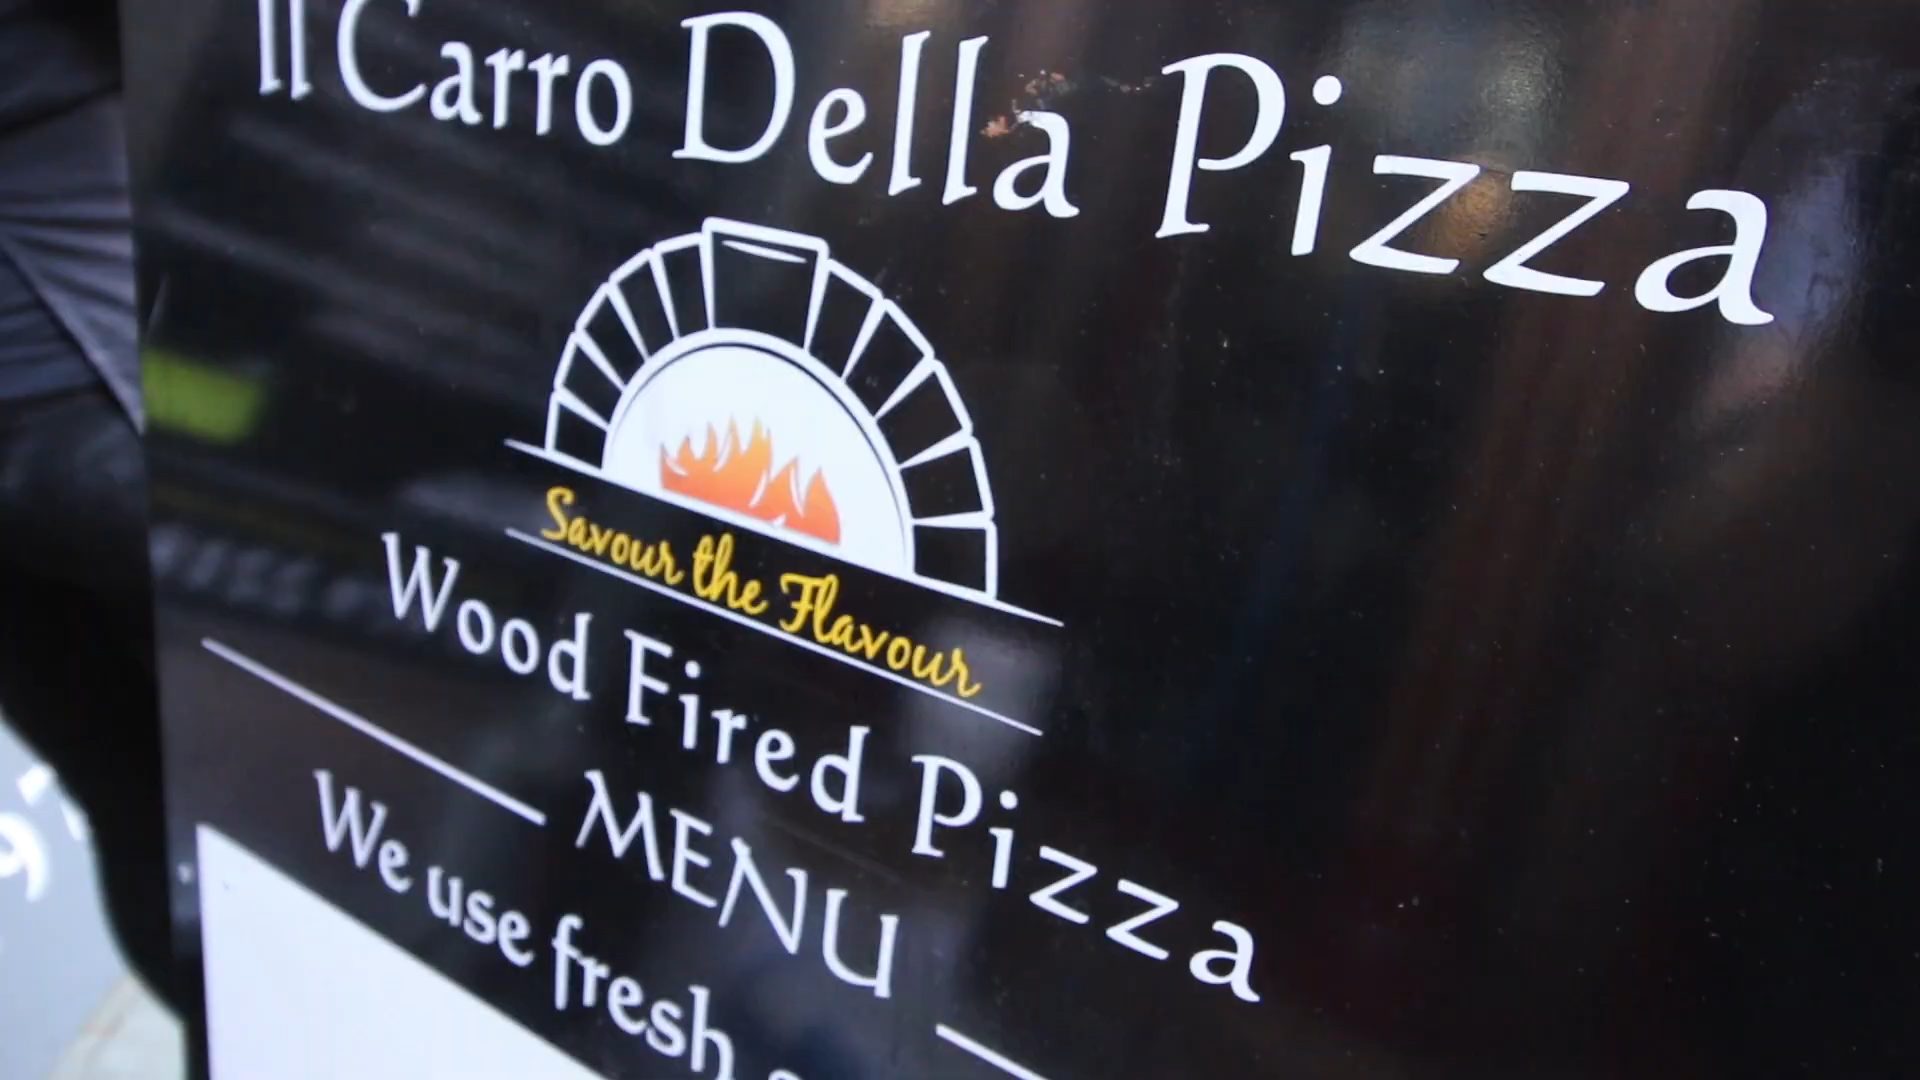 Il Carro Della Pizza
Savour the Flavour
Wood Fired Pizza
MENU
We use fresh